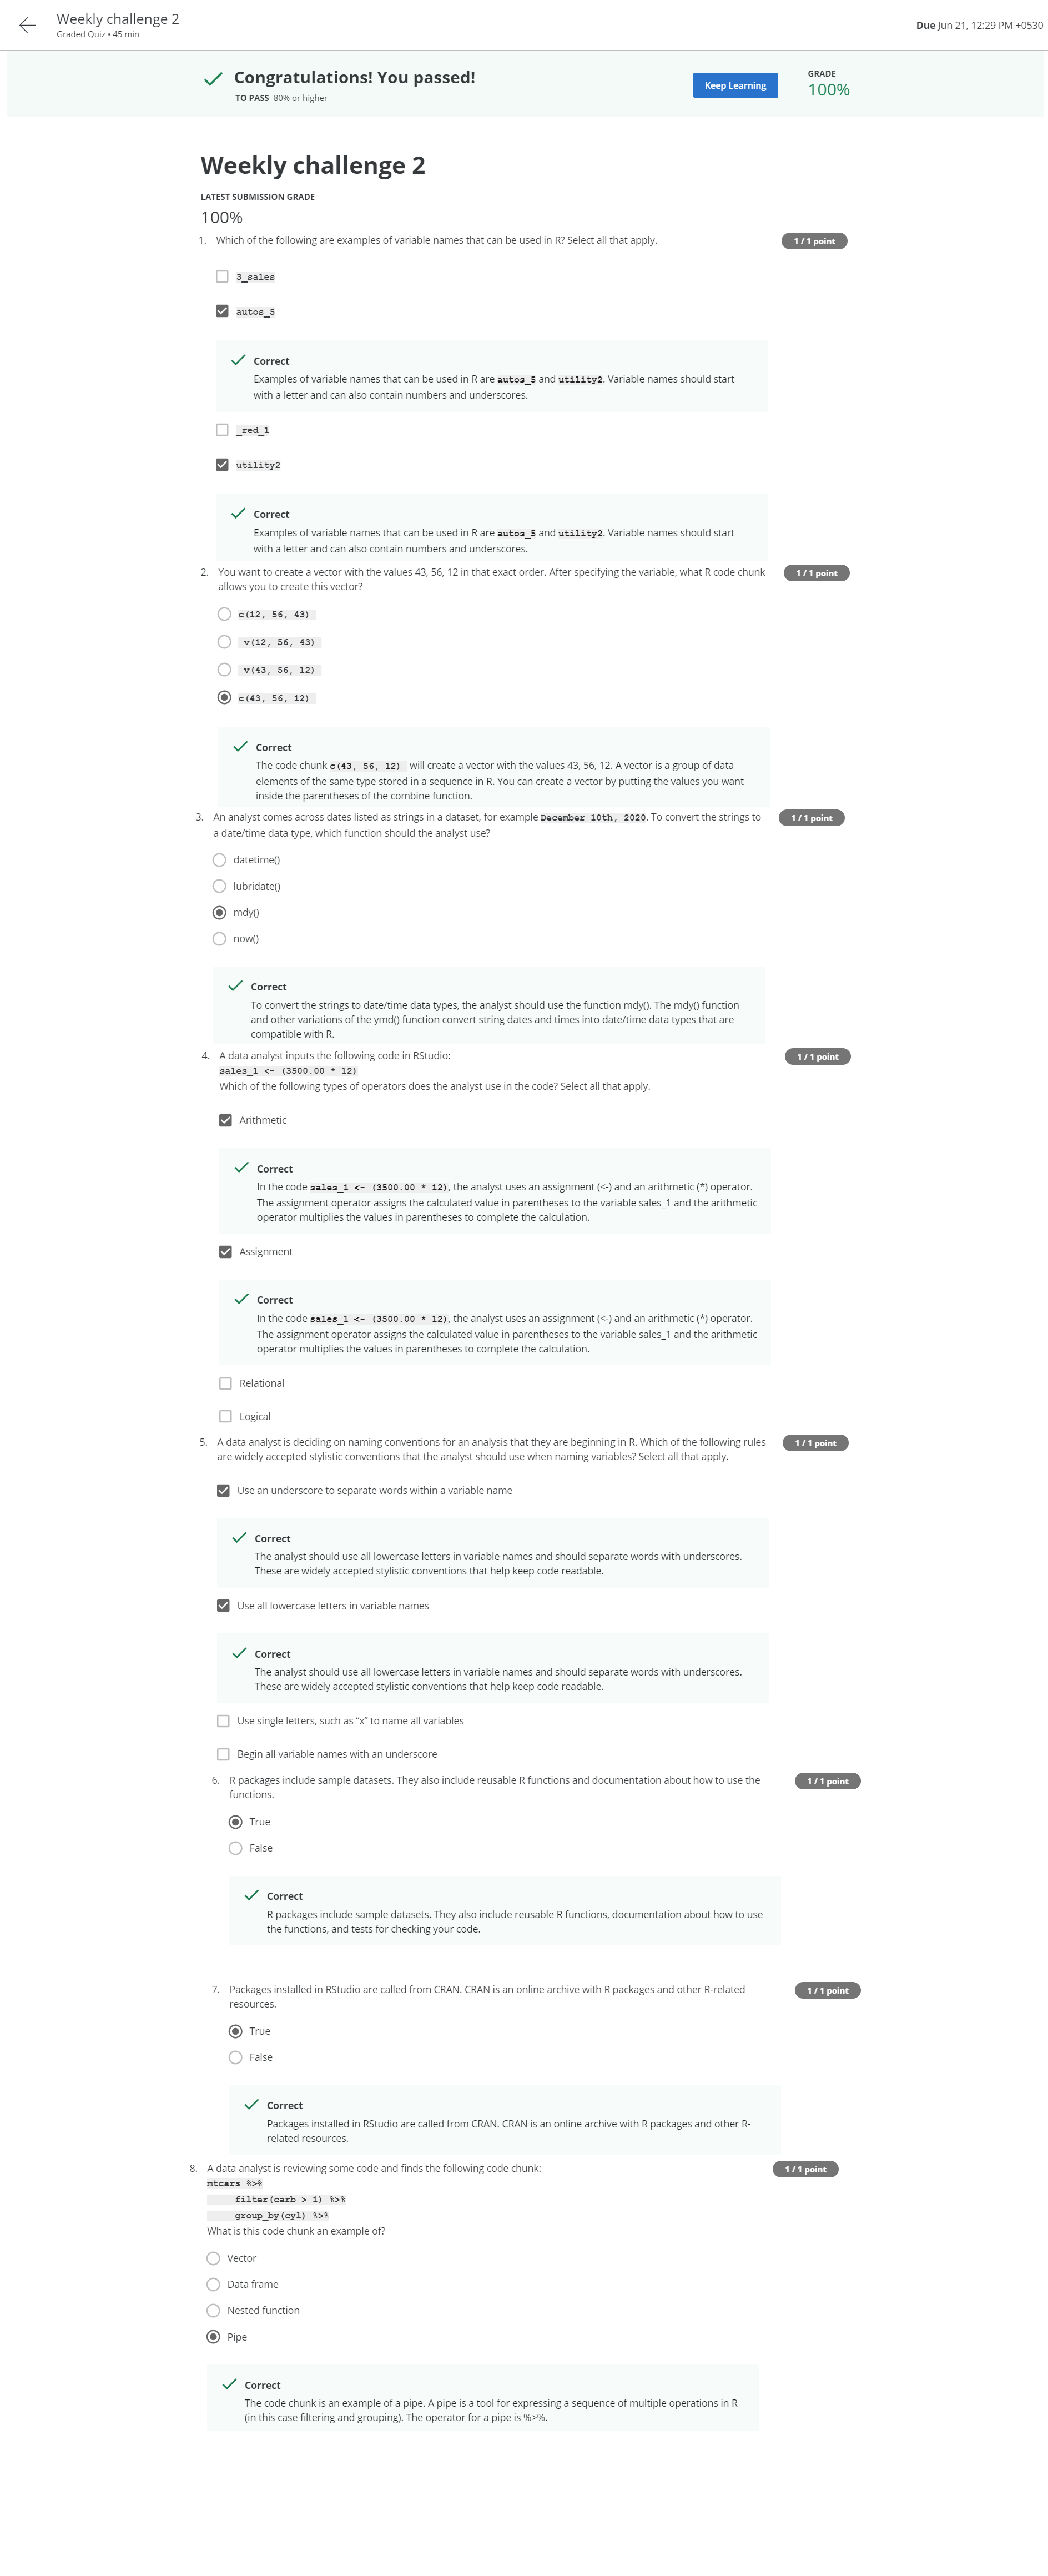 Weekly challenge 2
Graded Quiz • 45 min
Due Jun 21, 12:29 PM +0530
Congratulations! You passed!
TO PASS 80% or higher
Keep Learning
GRADE
100%
Weekly challenge 2
LATEST SUBMISSION GRADE
100%
1. Which of the following are examples of variable names that can be used in R? Select all that apply.
1 / 1 point
3_sales
autos_5
Correct
Examples of variable names that can be used in R are autos_5 and utility2. Variable names should start
with a letter and can also contain numbers and underscores.
_red_1
utility2
Correct
Examples of variable names that can be used in R are autos_5 and utility2. Variable names should start
with a letter and can also contain numbers and underscores.
2. You want to create a vector with the values 43, 56, 12 in that exact order. After specifying the variable, what R code chunk
allows you to create this vector?
1 / 1 point
c(12, 56, 43)
v(12, 56, 43)
v(43, 56, 12)
c(43, 56, 12)
Correct
The code chunk c(43, 56, 12) will create a vector with the values 43, 56, 12. A vector is a group of data
elements of the same type stored in a sequence in R. You can create a vector by putting the values you want
inside the parentheses of the combine function.
3. An analyst comes across dates listed as strings in a dataset, for example December 10th, 2020. To convert the strings to
a date/time data type, which function should the analyst use?
1 / 1 point
datetime()
lubridate()
mdy()
now()
Correct
To convert the strings to date/time data types, the analyst should use the function mdy(). The mdy() function
and other variations of the ymd() function convert string dates and times into date/time data types that are
compatible with R.
4. A data analyst inputs the following code in RStudio:
1 / 1 point
sales_1 <- (3500.00 * 12)
Which of the following types of operators does the analyst use in the code? Select all that apply.
Arithmetic
Correct
In the code sales_1 <- (3500.00 * 12), the analyst uses an assignment (<-) and an arithmetic (*) operator.
The assignment operator assigns the calculated value in parentheses to the variable sales_1 and the arithmetic
operator multiplies the values in parentheses to complete the calculation.
Assignment
Correct
In the code sales_1 <- (3500.00 * 12), the analyst uses an assignment (<-) and an arithmetic (*) operator.
The assignment operator assigns the calculated value in parentheses to the variable sales_1 and the arithmetic
operator multiplies the values in parentheses to complete the calculation.
Relational
Logical
5. A data analyst is deciding on naming conventions for an analysis that they are beginning in R. Which of the following rules
are widely accepted stylistic conventions that the analyst should use when naming variables? Select all that apply.
1 / 1 point
Use an underscore to separate words within a variable name
Correct
The analyst should use all lowercase letters in variable names and should separate words with underscores.
These are widely accepted stylistic conventions that help keep code readable.
Use all lowercase letters in variable names
Correct
The analyst should use all lowercase letters in variable names and should separate words with underscores.
These are widely accepted stylistic conventions that help keep code readable.
Use single letters, such as “x” to name all variables
Begin all variable names with an underscore
6. R packages include sample datasets. They also include reusable R functions and documentation about how to use the
functions.
1 / 1 point
True
False
Correct
R packages include sample datasets. They also include reusable R functions, documentation about how to use
the functions, and tests for checking your code.
7. Packages installed in RStudio are called from CRAN. CRAN is an online archive with R packages and other R-related
resources.
1 / 1 point
True
False
Correct
Packages installed in RStudio are called from CRAN. CRAN is an online archive with R packages and other R-
related resources.
8. A data analyst is reviewing some code and finds the following code chunk:
1 / 1 point
mtcars %>%
filter(carb > 1) %>%
group_by(cyl) %>%
What is this code chunk an example of?
Vector
Data frame
Nested function
Pipe
Correct
The code chunk is an example of a pipe. A pipe is a tool for expressing a sequence of multiple operations in R
(in this case filtering and grouping). The operator for a pipe is %>%.